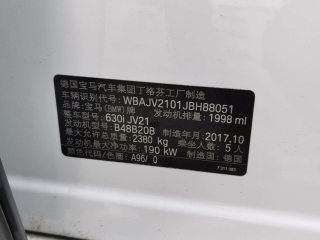 德国宝马汽车集团丁格芬工厂制造
车辆识别代号: WBAJV2101JBH88051
品牌: 宝马(BMW)牌 发动机排量: 1998 ml
型号: 630i JV21
发动机型号: B48B20B 制造年月: 2017.10
最大允许总质量: 2380 kg 乘坐人数: 5 人
发动机最大净功率: 190 kW 制造国: 德国
颜色代码/色圈: A96/ 0